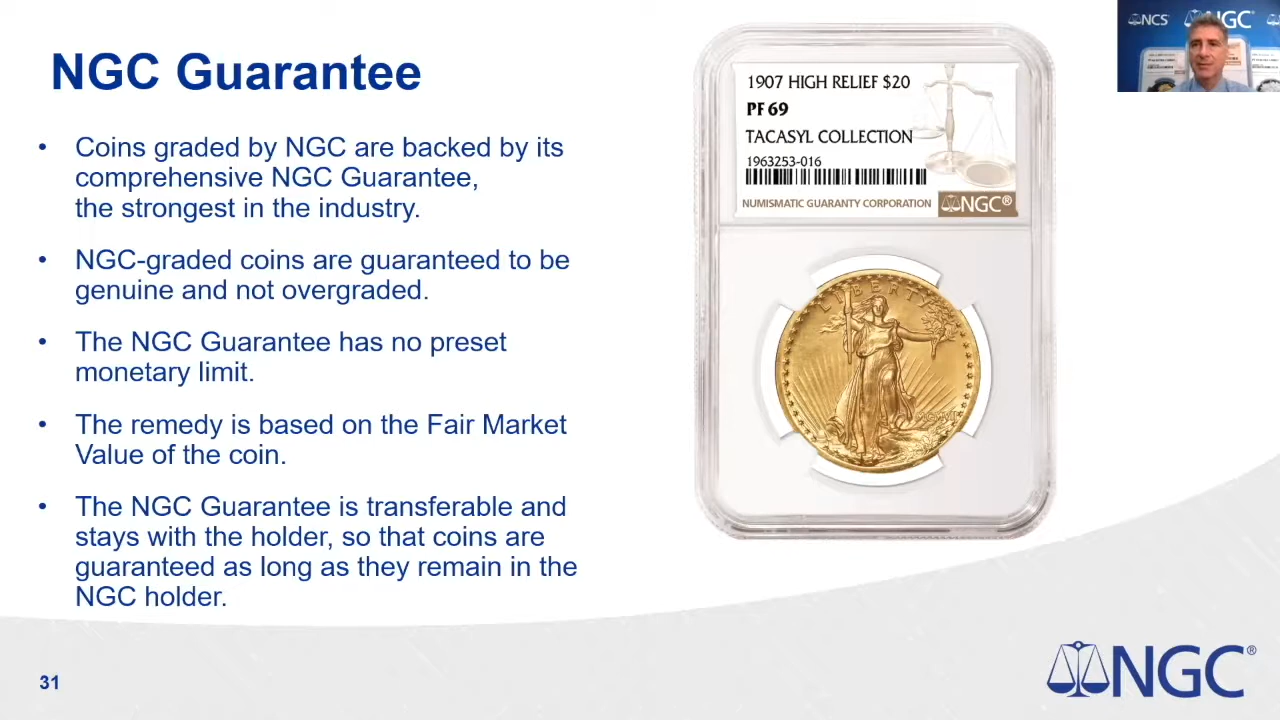 NGC Guarantee
• Coins graded by NGC are backed by its
comprehensive NGC Guarantee,
the strongest in the industry.
• NGC-graded coins are guaranteed to be
genuine and not overgraded.
• The NGC Guarantee has no preset
monetary limit.
• The remedy is based on the Fair Market
Value of the coin.
• The NGC Guarantee is transferable and
stays with the holder, so that coins are
guaranteed as long as they remain in the
NGC holder.
31
1907 HIGH RELIEF $20
PF 69
TACASYL COLLECTION
1963253-016
NUMISMATIC GUARANTY CORPORATION
NGC®
LIBERTY
NCS
NGC
NGC®